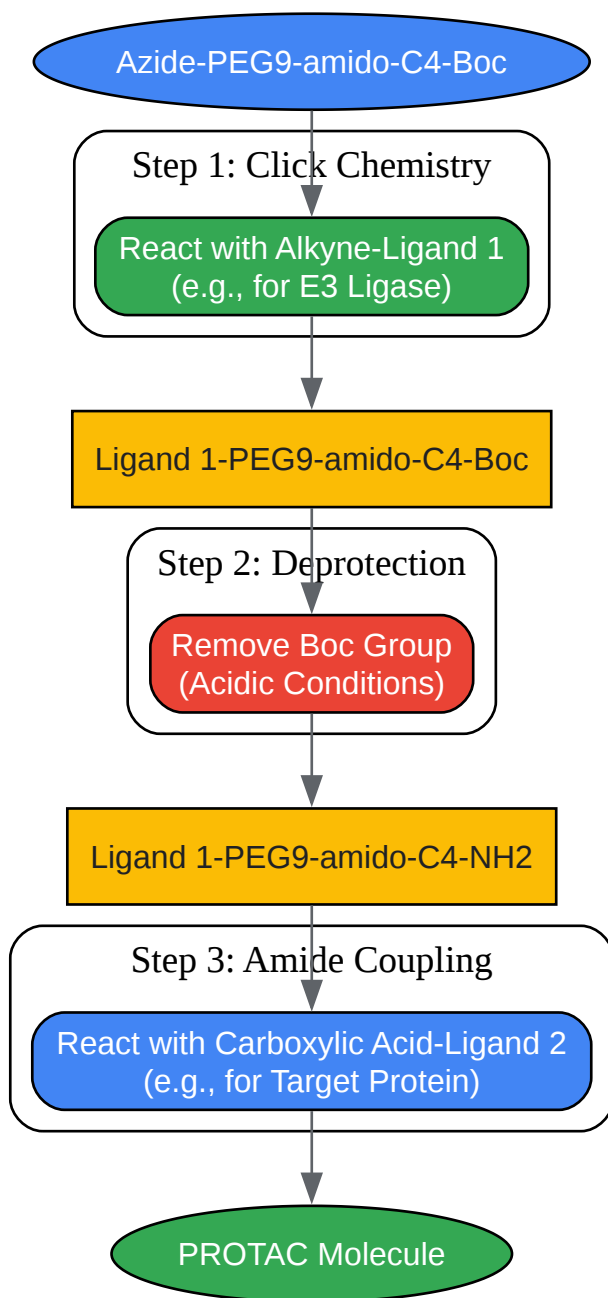 Azide-PEG9-amido-C4-Boc
Step 1: Click Chemistry
React with Alkyne-Ligand 1
(e.g., for E3 Ligase)
Ligand 1-PEG9-amido-C4-Boc
Step 2: Deprotection
Remove Boc Group
(Acidic Conditions)
Ligand 1-PEG9-amido-C4-NH2
Step 3: Amide Coupling
React with Carboxylic Acid-Ligand 2
(e.g., for Target Protein)
PROTAC Molecule